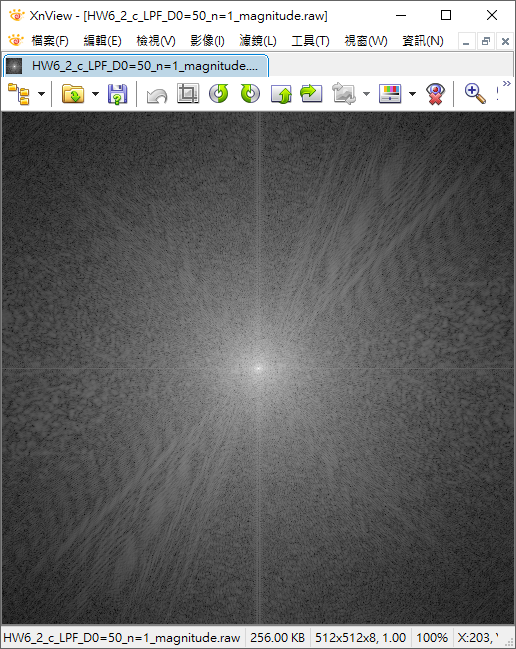 XnView - [HW6_2_c_LPF_D0=50_n=1_magnitude.raw]
檔案(F) 編輯(E) 檢視(V) 影像(I) 濾鏡(L) 工具(T) 視窗(W) 資訊(N)
HW6_2_c_LPF_D0=50_n=1_magnitude....
HW6_2_c_LPF_D0=50_n=1_magnitude.raw 256.00 KB 512x512x8, 1.00 100% X:203,